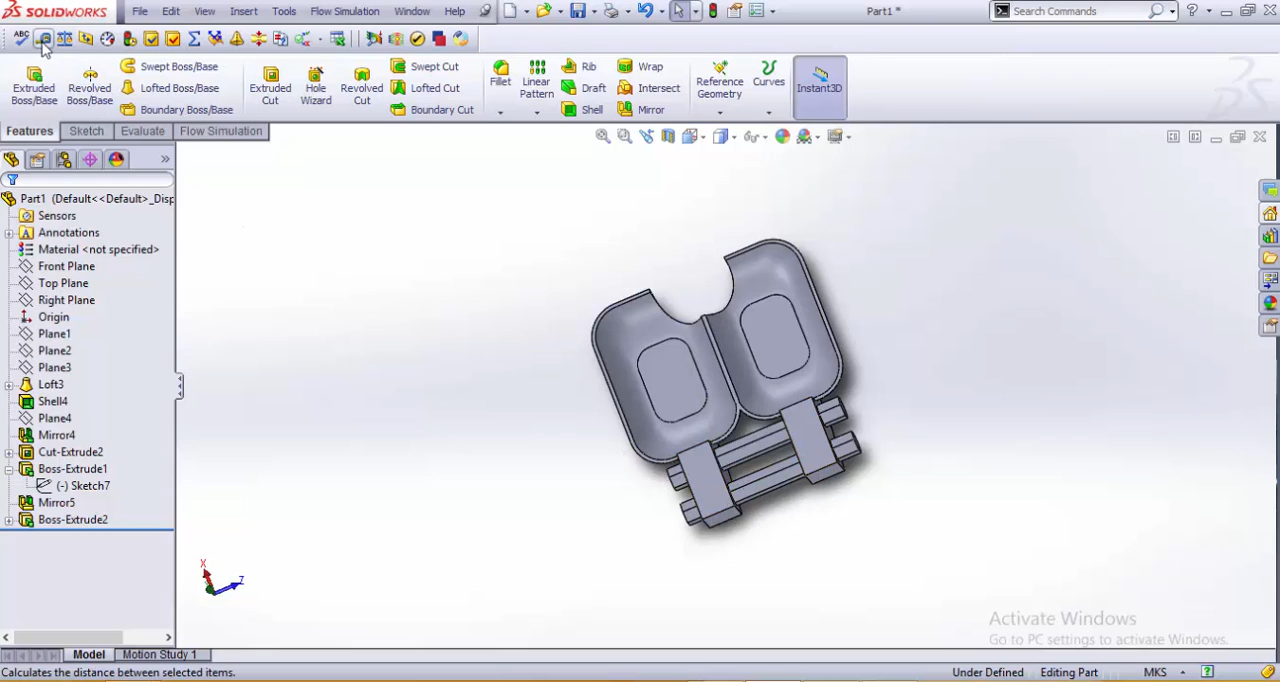 SOLIDWORKS File Edit View Insert Tools Flow Simulation Window Help Part1 * Search Commands ?
ABC
Extruded Boss/Base Revolved Boss/Base Swept Boss/Base Lofted Boss/Base Boundary Boss/Base Extruded Cut Hole Wizard Revolved Cut Swept Cut Lofted Cut Boundary Cut Fillet Linear Pattern Rib Draft Shell Wrap Intersect Mirror Reference Geometry Curves Instant3D
Features Sketch Evaluate Flow Simulation
Part1 (Default<<Default>_Disp
Sensors
Annotations
Material <not specified>
Front Plane
Top Plane
Right Plane
Origin
Plane1
Plane2
Plane3
Loft3
Shell4
Plane4
Mirror4
Cut-Extrude2
Boss-Extrude1
(-) Sketch7
Mirror5
Boss-Extrude2
X
Z
Activate Windows
Go to PC settings to activate Windows.
Model Motion Study 1
Calculates the distance between selected items. Under Defined Editing Part MKS ?